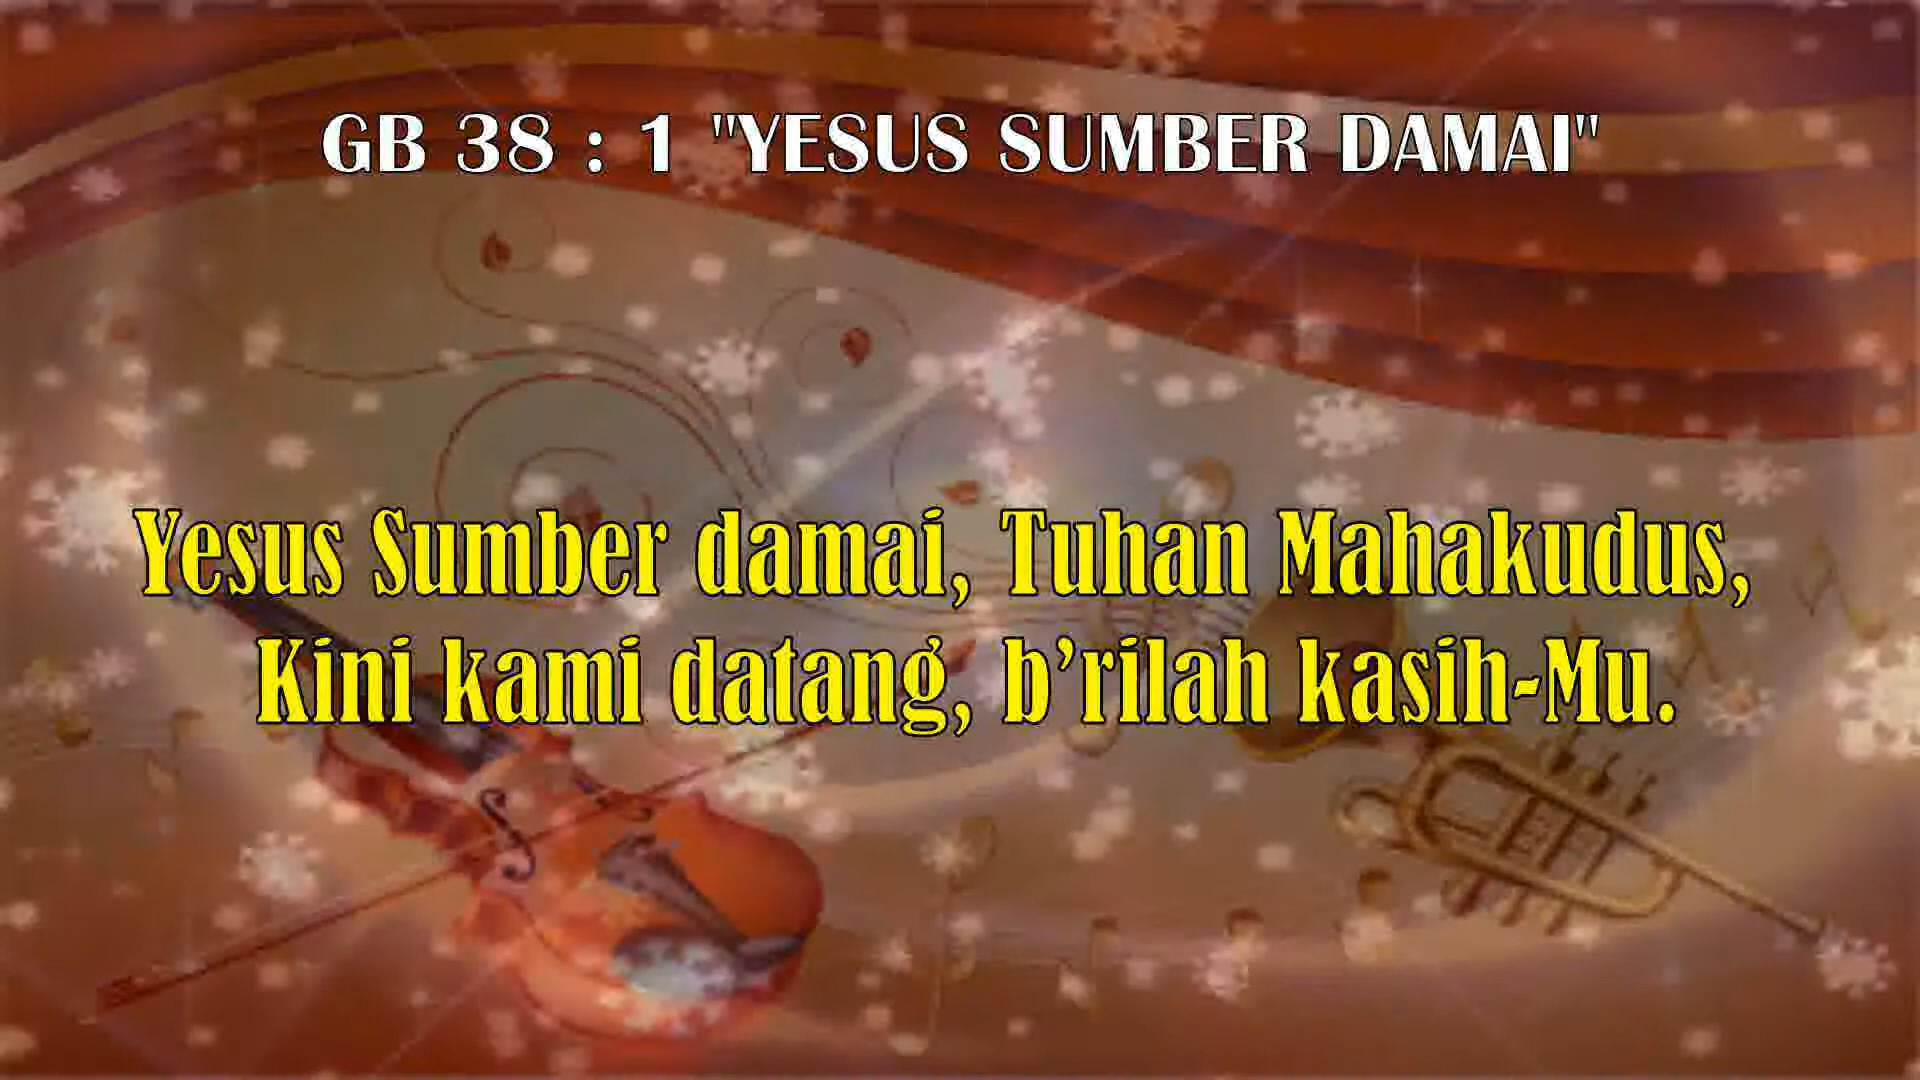 GB 38 : 1 "YESUS SUMBER DAMAI"
Yesus Sumber damai, Tuhan Mahakudus,
Kini kami datang, b’rilah kasih-Mu.